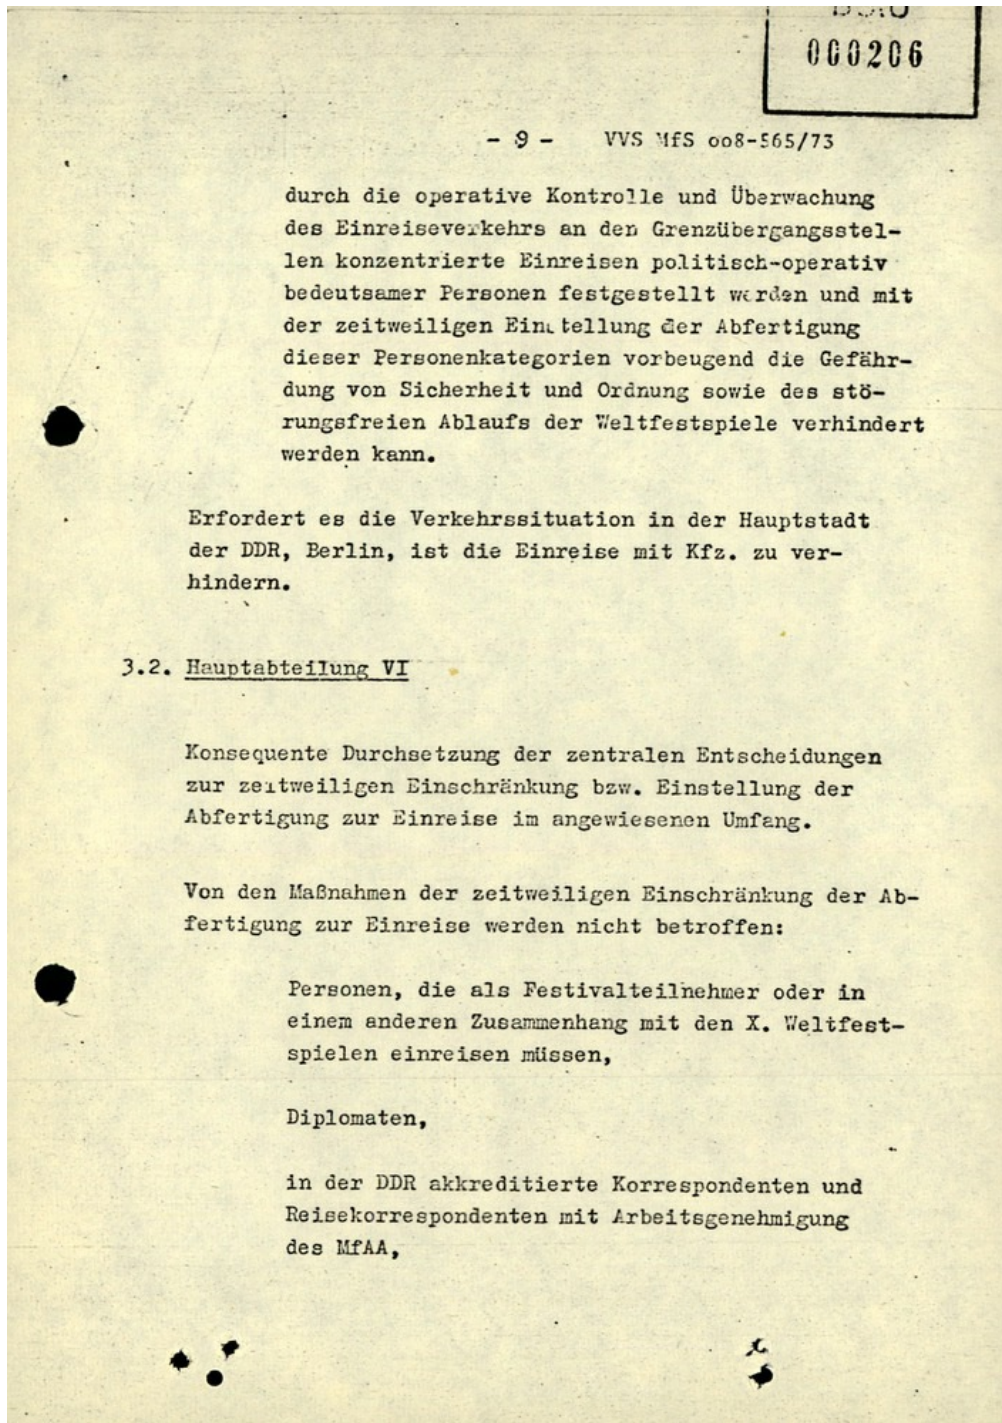 BStU
000206
- 9 - VVS MfS oo8-565/73
durch die operative Kontrolle und Überwachung
des Einreiseverkehrs an den Grenzübergangsstel-
len konzentrierte Einreisen politisch-operativ
bedeutsamer Personen festgestellt werden und mit
der zeitweiligen Einstellung der Abfertigung
dieser Personenkategorien vorbeugend die Gefähr-
dung von Sicherheit und Ordnung sowie des stö-
rungsfreien Ablaufs der Weltfestspiele verhindert
werden kann.
Erfordert es die Verkehrssituation in der Hauptstadt
der DDR, Berlin, ist die Einreise mit Kfz. zu ver-
hindern.
3.2. Hauptabteilung VI
Konsequente Durchsetzung der zentralen Entscheidungen
zur zeitweiligen Einschränkung bzw. Einstellung der
Abfertigung zur Einreise im angewiesenen Umfang.
Von den Maßnahmen der zeitweiligen Einschränkung der Ab-
fertigung zur Einreise werden nicht betroffen:
Personen, die als Festivalteilnehmer oder in
einem anderen Zusammenhang mit den X. Weltfest-
spielen einreisen müssen,
Diplomaten,
in der DDR akkreditierte Korrespondenten und
Reisekorrespondenten mit Arbeitsgenehmigung
des MfAA,